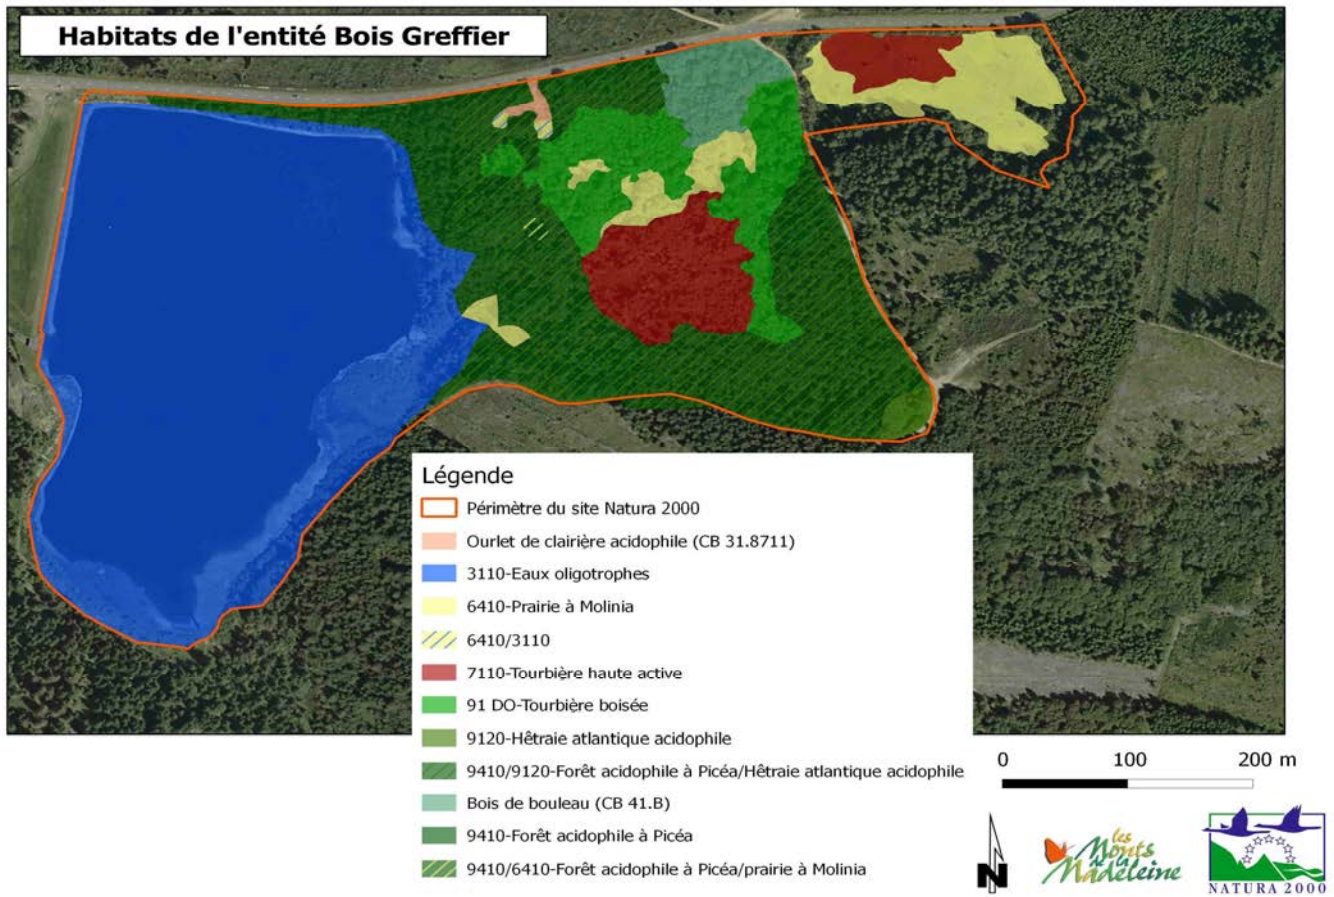 Habitats de l'entité Bois Greffier
Légende
Périmètre du site Natura 2000
Ourlet de clairière acidophile (CB 31.8711)
3110-Eaux oligotrophes
6410-Prairie à Molinia
6410/3110
7110-Tourbière haute active
91 DO-Tourbière boisée
9120-Hêtraie atlantique acidophile
9410/9120-Forêt acidophile à Picéa/Hêtraie atlantique acidophile
Bois de bouleau (CB 41.B)
9410-Forêt acidophile à Picéa
9410/6410-Forêt acidophile à Picéa/prairie à Molinia
0 100 200 m
N
les
Monts
de la
Madeleine
NATURA 2000